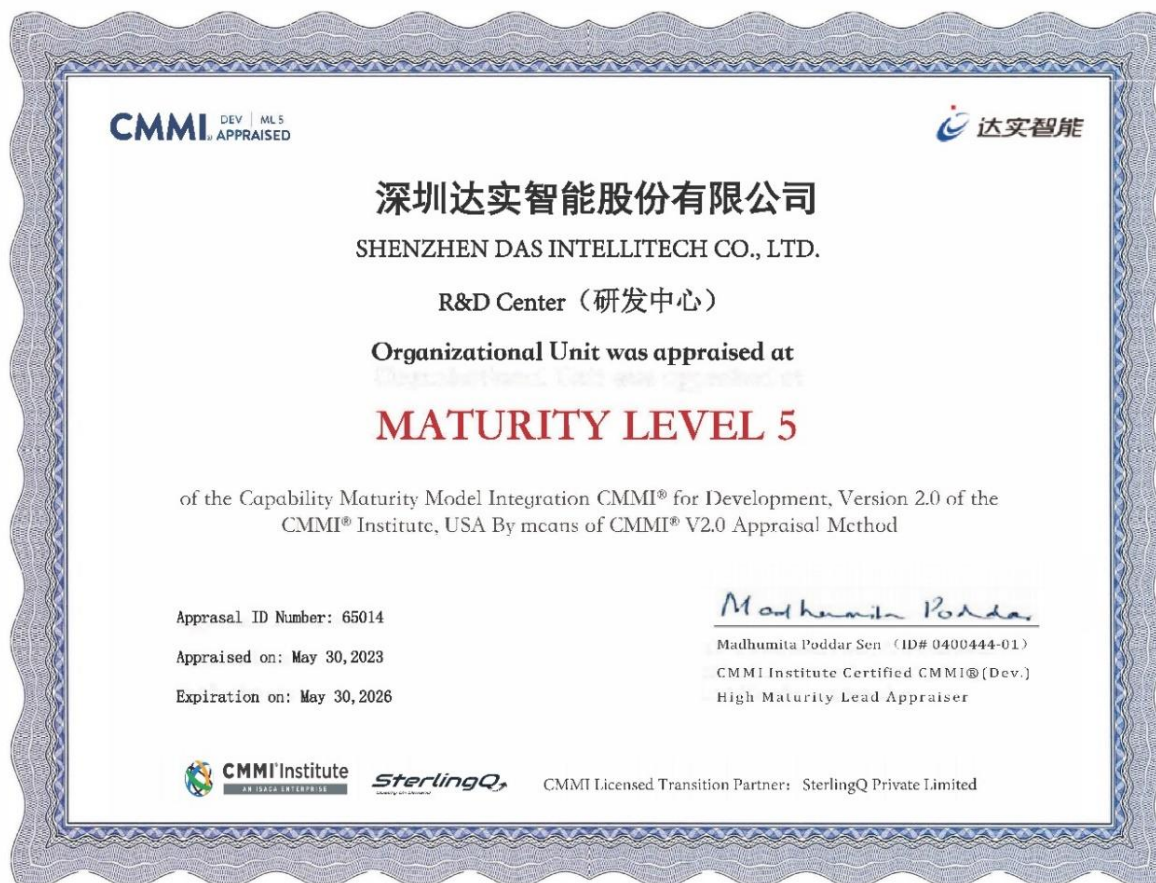 CMMI® DEV | ML 5
APPRAISED
达实智能
深圳达实智能股份有限公司
SHENZHEN DAS INTELLITECH CO., LTD.
R&D Center（研发中心）
Organizational Unit was appraised at
MATURITY LEVEL 5
of the Capability Maturity Model Integration CMMI® for Development, Version 2.0 of the
CMMI® Institute, USA By means of CMMI® V2.0 Appraisal Method
Apprasal ID Number: 65014
Appraised on: May 30,2023
Expiration on: May 30,2026
Madhumita Poddar
Madhumita Poddar Sen （ID# 0400444-01）
CMMI Institute Certified CMMI®(Dev.)
High Maturity Lead Appraiser
CMMI®Institute
AN ISACA ENTERPRISE
SterlingQ
CMMI Licensed Transition Partner: SterlingQ Private Limited